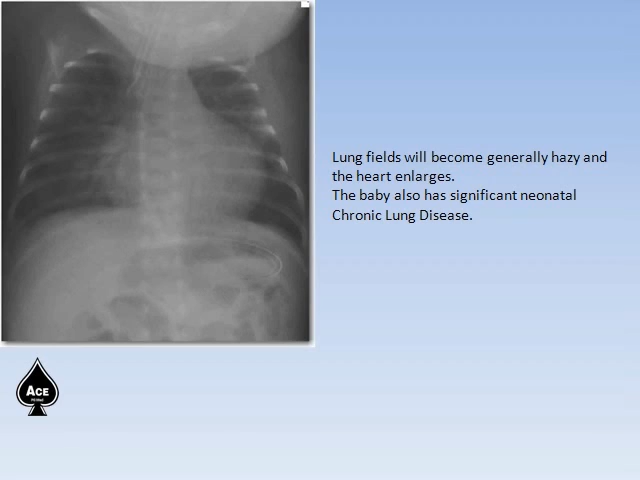 Lung fields will become generally hazy and
the heart enlarges.
The baby also has significant neonatal
Chronic Lung Disease.
ACE